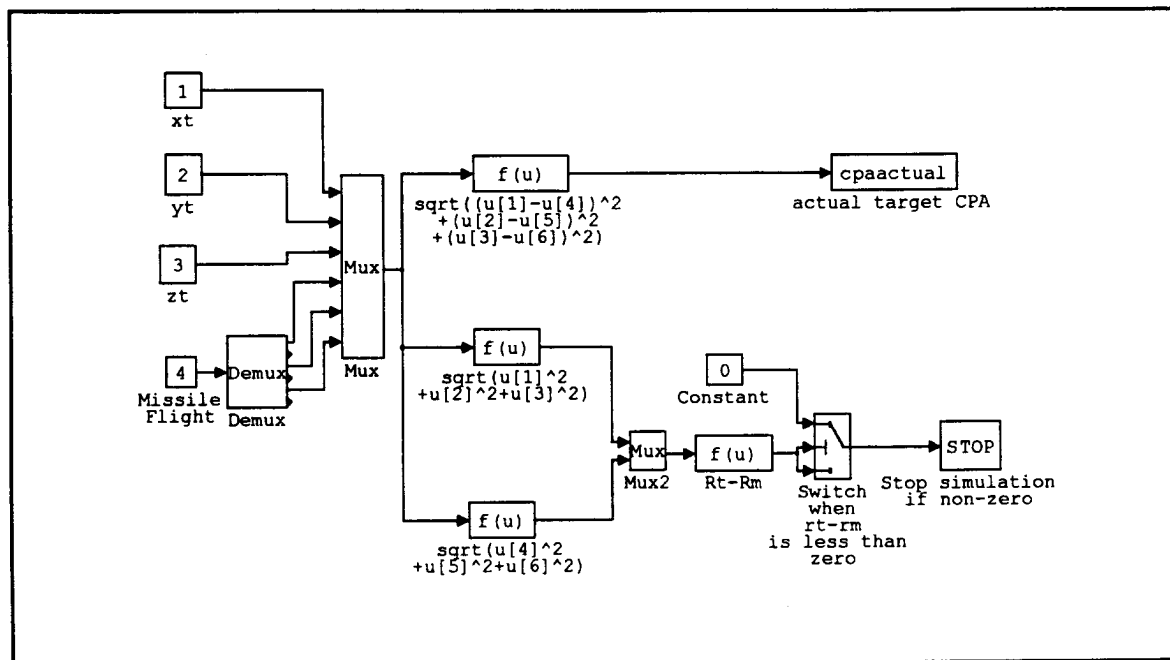 1
xt
2
yt
3
zt
4
Missile
Flight
Demux
Demux
Mux
Mux
f(u)
sqrt((u[1]-u[4])^2
+(u[2]-u[5])^2
+(u[3]-u[6])^2)
cpaactual
actual target CPA
f(u)
sqrt(u[1]^2
+u[2]^2+u[3]^2)
f(u)
sqrt(u[4]^2
+u[5]^2+u[6]^2)
Mux
Mux2
f(u)
Rt-Rm
0
Constant
Switch
when
rt-rm
is less than
zero
STOP
Stop simulation
if non-zero